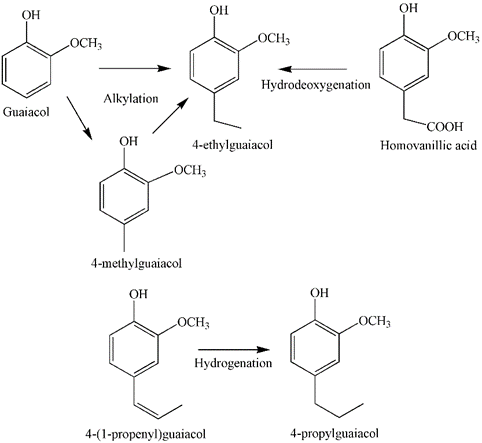 OH
OCH3
Guaiacol
Alkylation
OH
OCH3
4-ethylguaiacol
Hydrodeoxygenation
OH
OCH3
COOH
Homovanillic acid
OH
OCH3
4-methylguaiacol
OH
OCH3
4-(1-propenyl)guaiacol
Hydrogenation
OH
OCH3
4-propylguaiacol